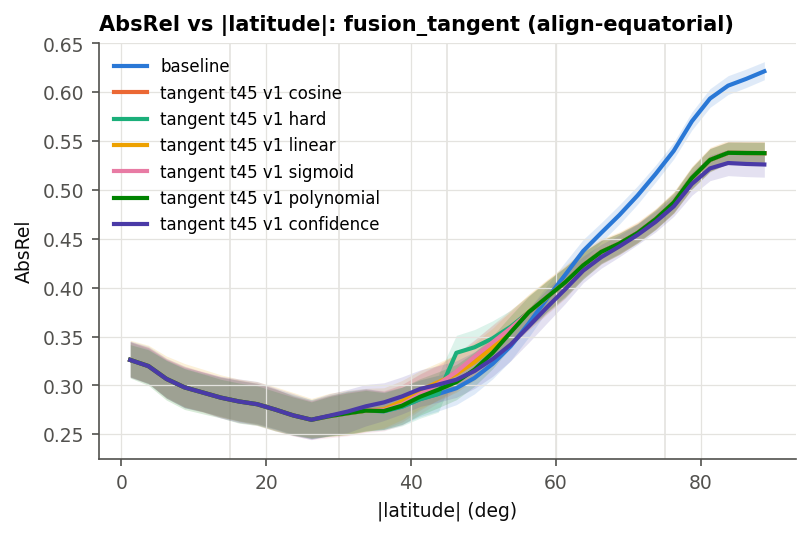 AbsRel vs |latitude|: fusion_tangent (align-equatorial)
0.65
0.60
0.55
0.50
0.45
0.40
0.35
0.30
0.25
AbsRel
baseline
tangent t45 v1 cosine
tangent t45 v1 hard
tangent t45 v1 linear
tangent t45 v1 sigmoid
tangent t45 v1 polynomial
tangent t45 v1 confidence
0 20 40 60 80
|latitude| (deg)